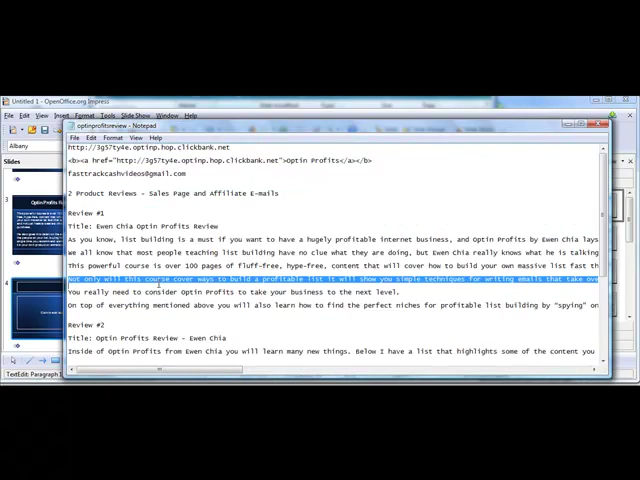 Untitled 1 - OpenOffice.org Impress
File Edit View Insert Format Tools Slide Show Window Help
Albany
Slides
3
4
optinprofitsreview - Notepad
File Edit Format View Help
http://3g57ty4e.optinp.hop.clickbank.net
<b><a href="http://3g57ty4e.optinp.hop.clickbank.net">Optin Profits</a></b>
fasttrackcashvideos@gmail.com
2 Product Reviews - Sales Page and Affiliate E-mails
Review #1
Title: Ewen Chia Optin Profits Review
As you know, list building is a must if you want to have a hugely profitable internet business, and Optin Profits by Ewen Chia lays
We all know that most people teaching list building have no clue what they are doing, but Ewen Chia really knows what he is talking
This powerful course is over 100 pages of fluff-free, hype-free, content that will cover how to build your own massive list fast th
Not only will this course cover ways to build a profitable list it will show you simple techniques for writing emails that take ove
You really need to consider Optin Profits to take your business to the next level.
On top of everything mentioned above you will also learn how to find the perfect niches for profitable list building by "spying" on
Review #2
Title: Optin Profits Review - Ewen Chia
Inside of Optin Profits from Ewen Chia you will learn many new things. Below I have a list that highlights some of the content you
TextEdit: Paragraph 1